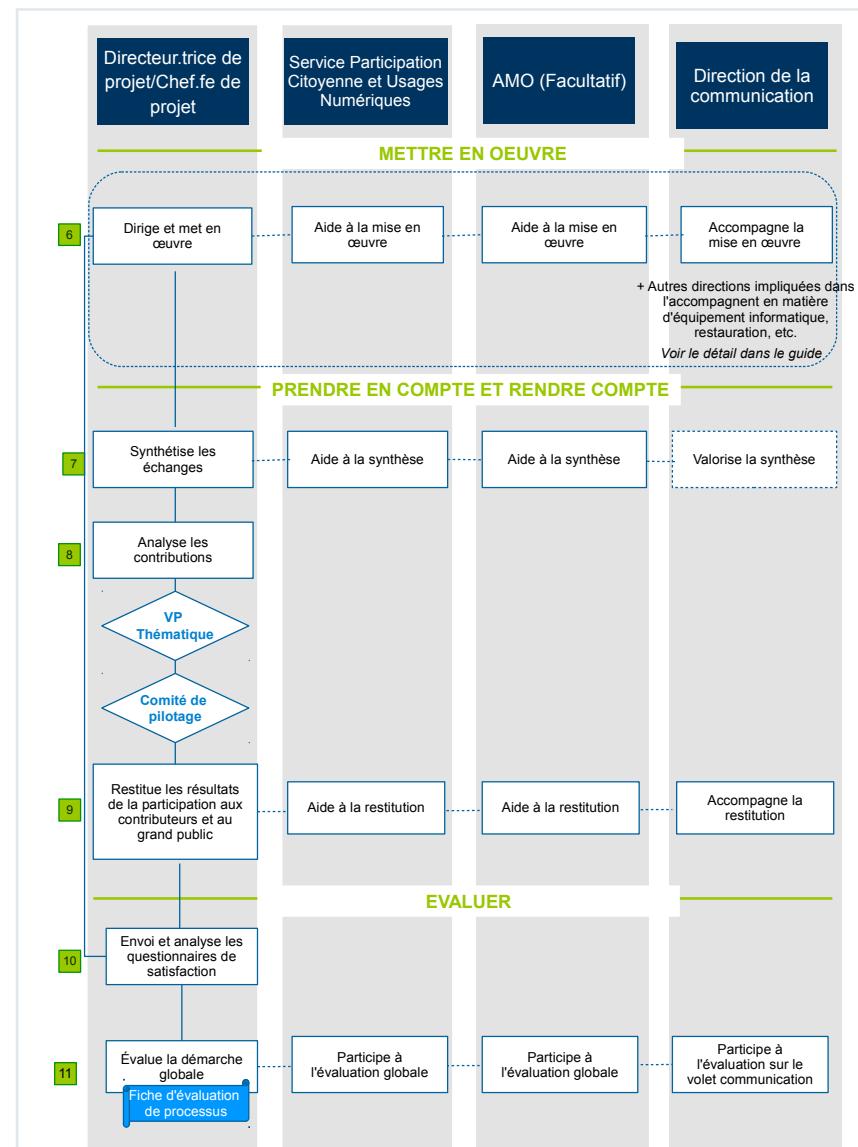 Directeur.trice de
projet/Chef.fe de
projet
Service Participation
Citoyenne et Usages
Numériques
AMO (Facultatif)
Direction de la
communication
METTRE EN OEUVRE
6
Dirige et met en
œuvre
Aide à la mise en
œuvre
Aide à la mise en
œuvre
Accompagne la
mise en œuvre
+ Autres directions impliquées dans
l'accompagnent en matière
d'équipement informatique,
restauration, etc.
Voir le détail dans le guide
PRENDRE EN COMPTE ET RENDRE COMPTE
7
Synthétise les
échanges
Aide à la synthèse
Aide à la synthèse
Valorise la synthèse
8
Analyse les
contributions
VP
Thématique
Comité de
pilotage
9
Restitue les résultats
de la participation aux
contributeurs et au
grand public
Aide à la restitution
Aide à la restitution
Accompagne la
restitution
EVALUER
10
Envoi et analyse les
questionnaires de
satisfaction
11
Évalue la démarche
globale
Fiche d'évaluation
de processus
Participe à
l'évaluation globale
Participe à
l'évaluation globale
Participe à
l'évaluation sur le
volet communication